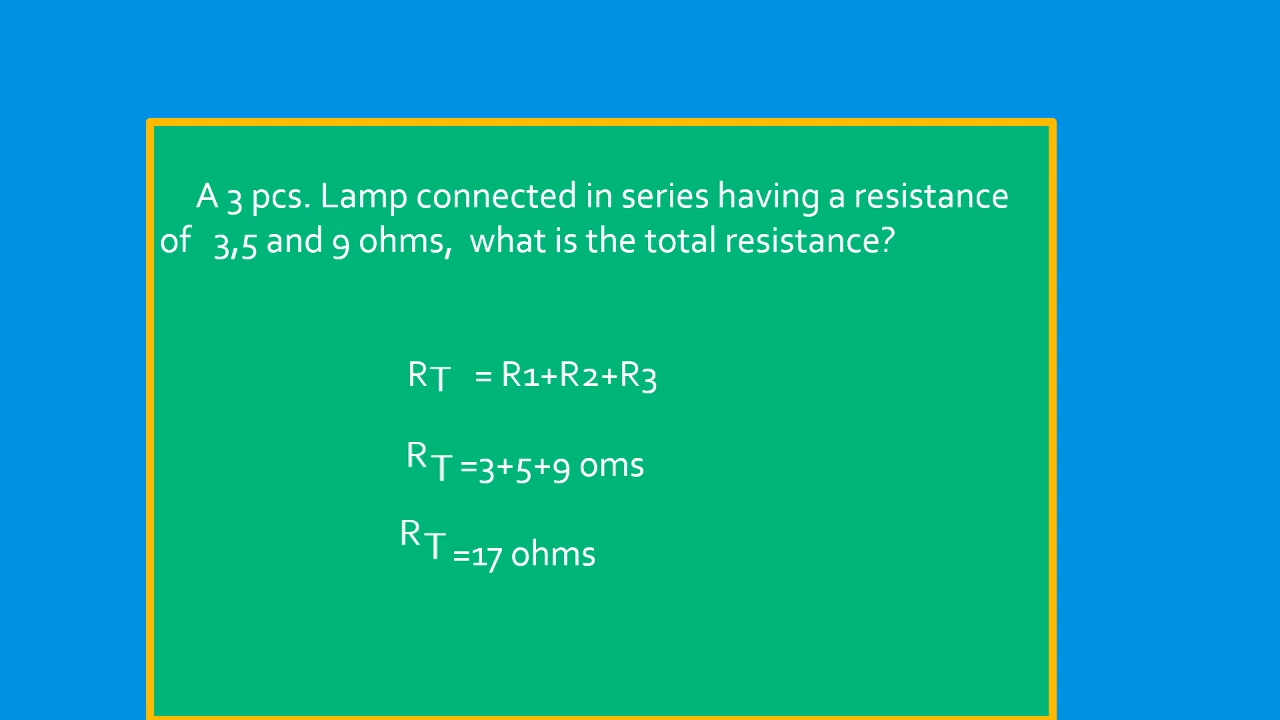 A 3 pcs. Lamp connected in series having a resistance
of 3,5 and 9 ohms, what is the total resistance?
RT = R1+R2+R3
RT =3+5+9 oms
RT =17 ohms